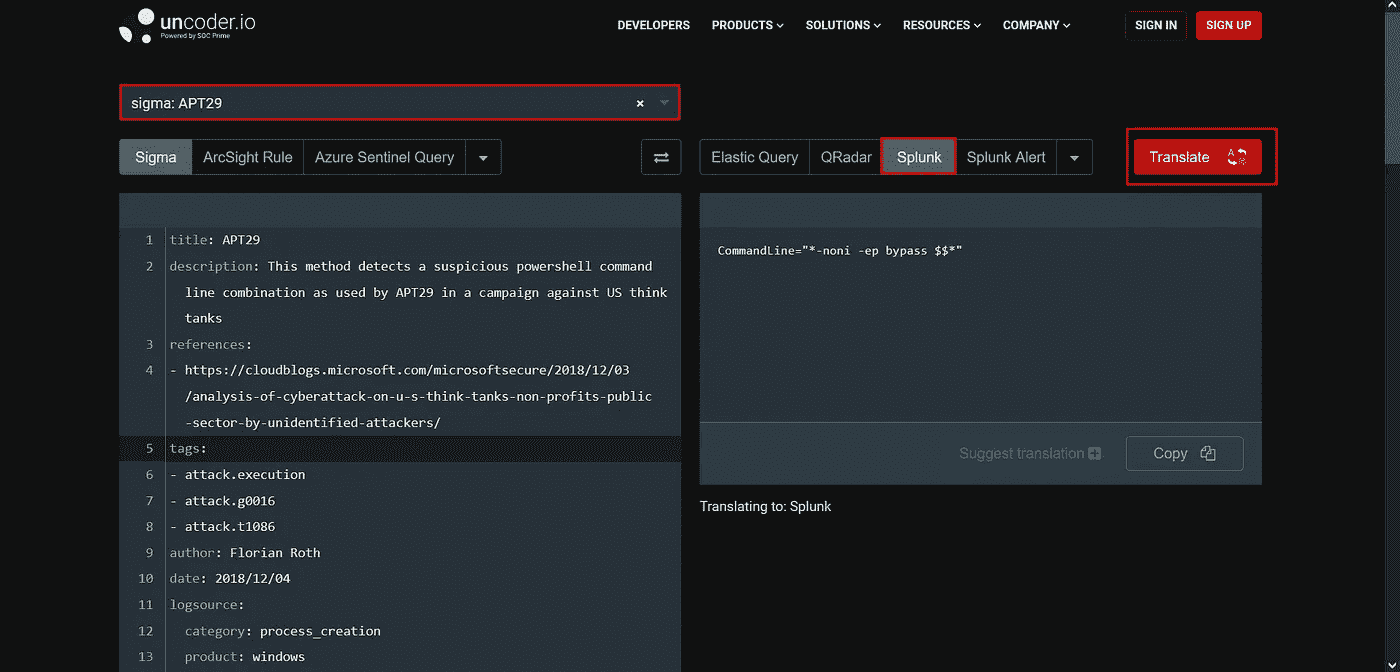 uncoder.io
Powered by SOC Prime
DEVELOPERS PRODUCTS SOLUTIONS RESOURCES COMPANY SIGN IN SIGN UP
sigma: APT29 ×
Sigma ArcSight Rule Azure Sentinel Query
Elastic Query QRadar Splunk Splunk Alert Translate
1 title: APT29
2 description: This method detects a suspicious powershell command
line combination as used by APT29 in a campaign against US think
tanks
3 references:
4 - https://cloudblogs.microsoft.com/microsoftsecure/2018/12/03
/analysis-of-cyberattack-on-u-s-think-tanks-non-profits-public
-sector-by-unidentified-attackers/
5 tags:
6 - attack.execution
7 - attack.g0016
8 - attack.t1086
9 author: Florian Roth
10 date: 2018/12/04
11 logsource:
12 category: process_creation
13 product: windows
CommandLine="*-noni -ep bypass $$*"
Suggest translation Copy
Translating to: Splunk